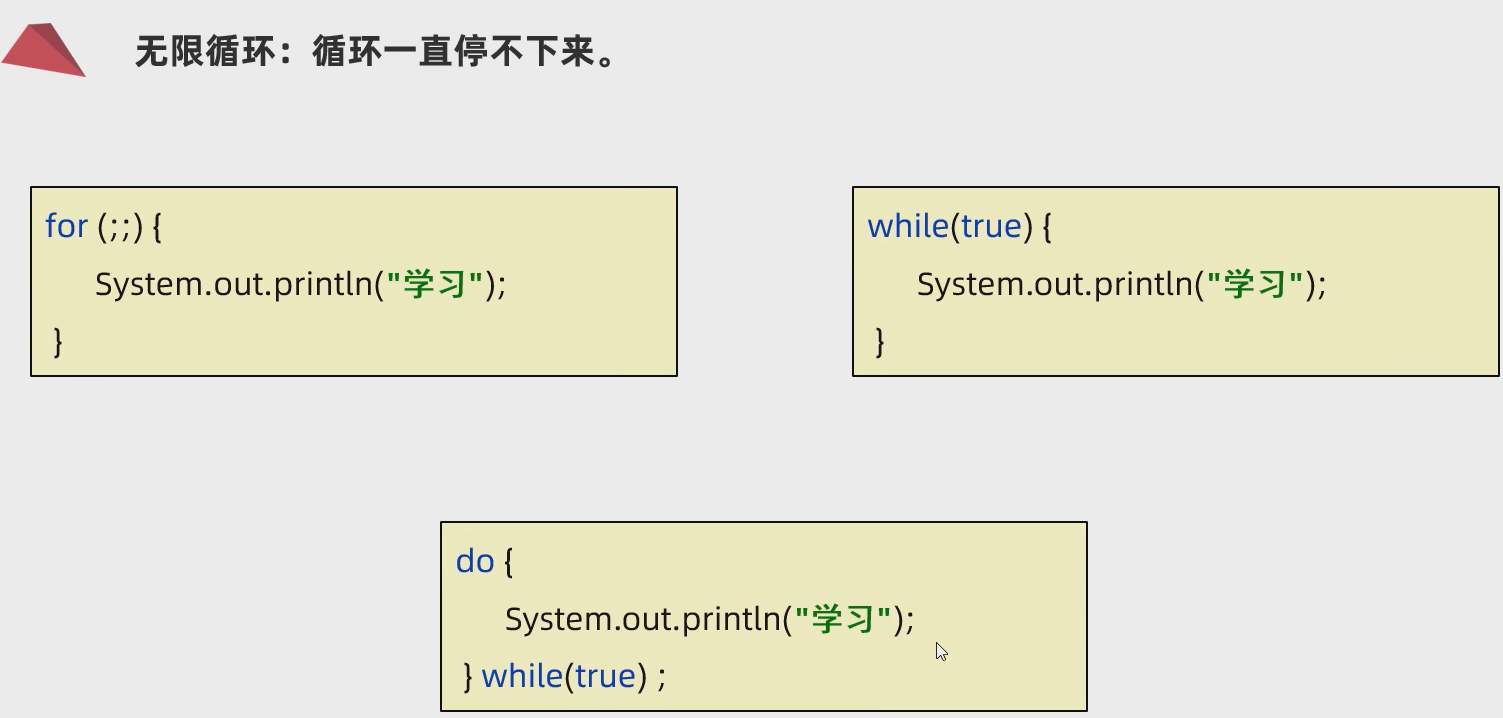 无限循环：循环一直停不下来。
for (;;) {
System.out.println("学习");
}
while(true) {
System.out.println("学习");
}
do {
System.out.println("学习");
} while(true) ;